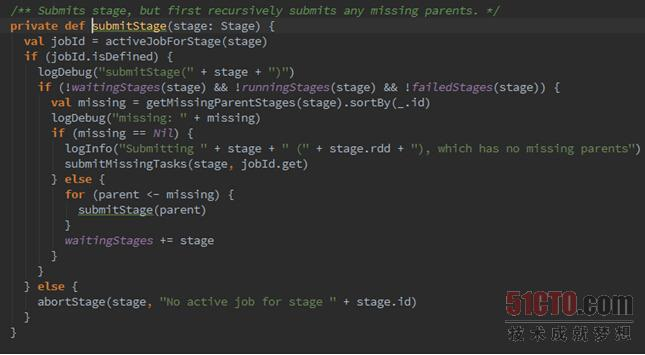 /** Submits stage, but first recursively submits any missing parents. */
private def submitStage(stage: Stage) {
  val jobId = activeJobForStage(stage)
  if (jobId.isDefined) {
    logDebug("submitStage(" + stage + ")")
    if (!waitingStages(stage) && !runningStages(stage) && !failedStages(stage)) {
      val missing = getMissingParentStages(stage).sortBy(_.id)
      logDebug("missing: " + missing)
      if (missing == Nil) {
        logInfo("Submitting " + stage + " (" + stage.rdd + "), which has no missing parents")
        submitMissingTasks(stage, jobId.get)
      } else {
        for (parent <- missing) {
          submitStage(parent)
        }
        waitingStages += stage
      }
    }
  } else {
    abortStage(stage, "No active job for stage " + stage.id)
  }
}
51CTO.com
技术成就梦想